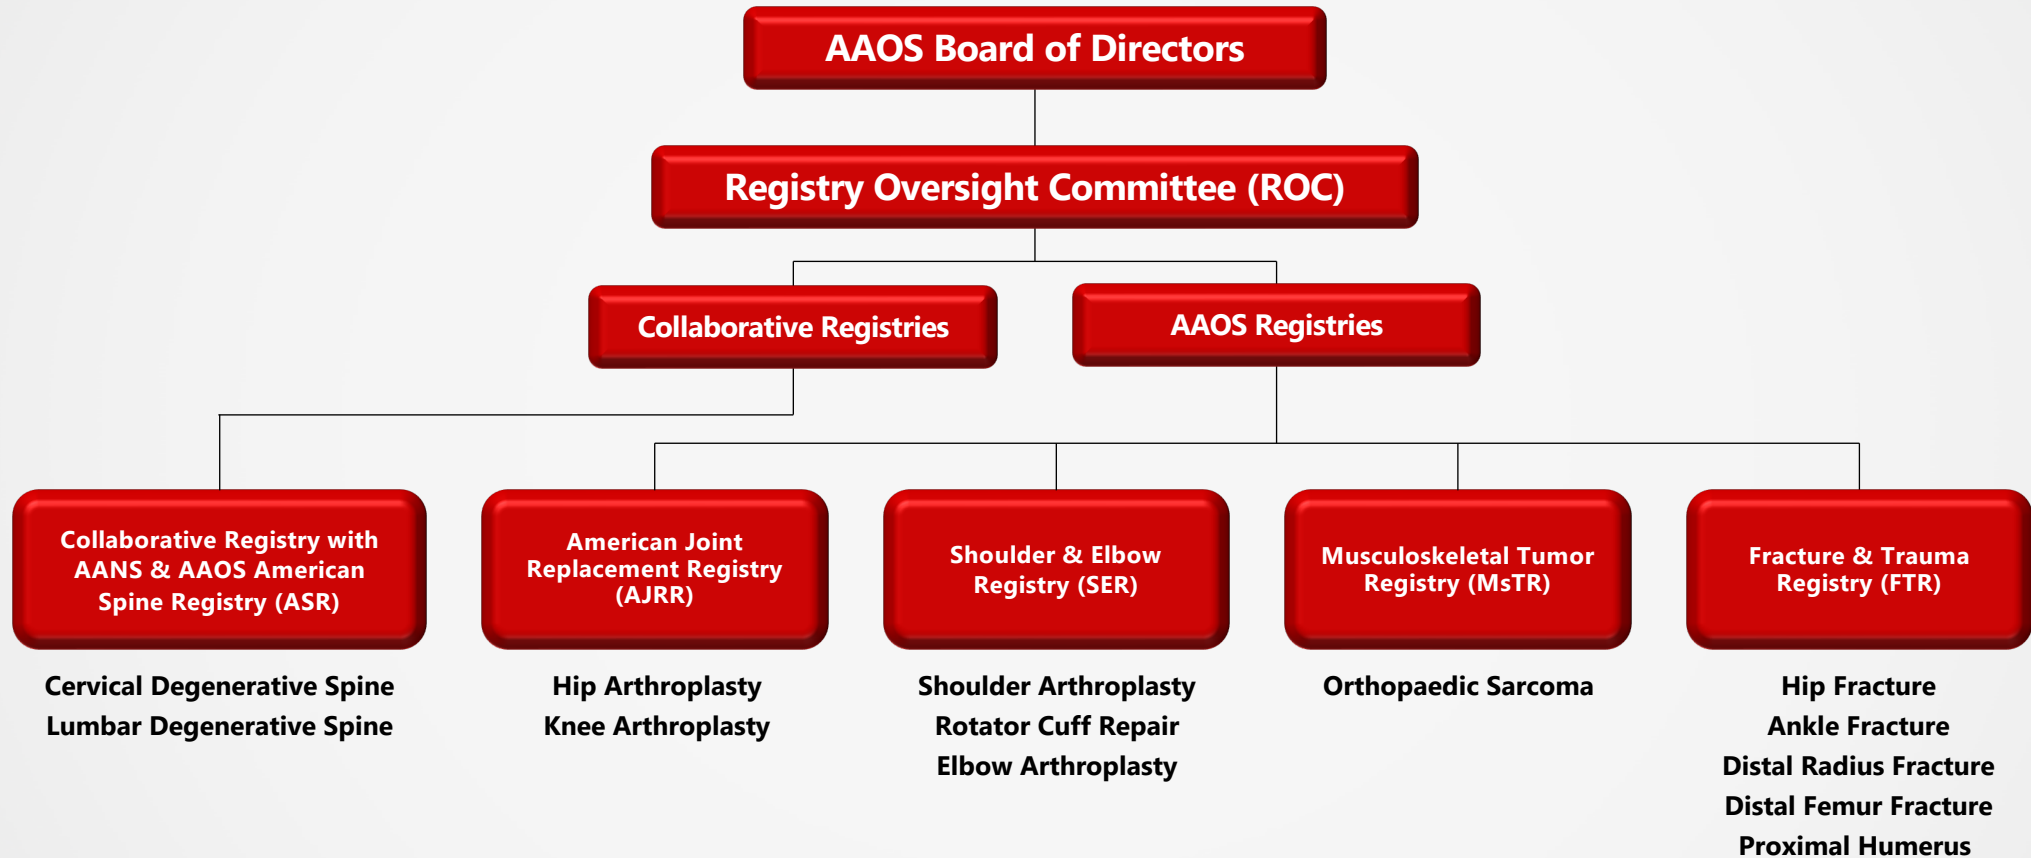 AAOS Board of Directors
Registry Oversight Committee (ROC)
Collaborative Registries
AAOS Registries
Collaborative Registry with
AANS & AAOS American
Spine Registry (ASR)
Cervical Degenerative Spine
Lumbar Degenerative Spine
American Joint
Replacement Registry
(AJRR)
Hip Arthroplasty
Knee Arthroplasty
Shoulder & Elbow
Registry (SER)
Shoulder Arthroplasty
Rotator Cuff Repair
Elbow Arthroplasty
Musculoskeletal Tumor
Registry (MsTR)
Orthopaedic Sarcoma
Fracture & Trauma
Registry (FTR)
Hip Fracture
Ankle Fracture
Distal Radius Fracture
Distal Femur Fracture
Proximal Humerus